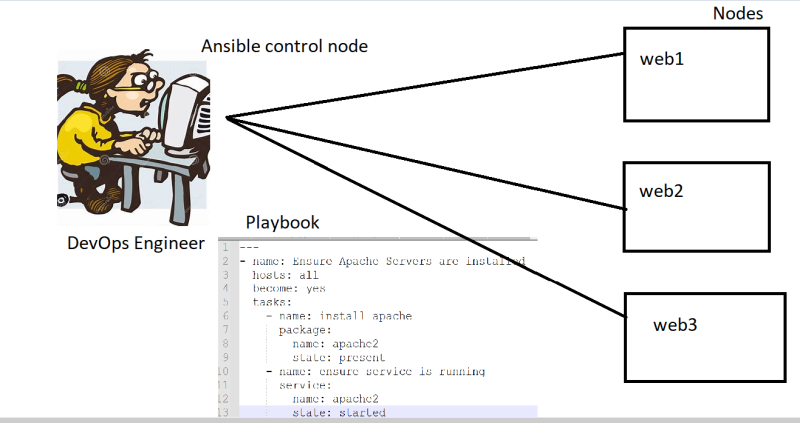 Nodes
Ansible control node
web1
web2
DevOps Engineer
Playbook
web3
1 ---
2 - name: Ensure Apache Servers are installed
3 hosts: all
4 become: yes
5 tasks:
6 - name: install apache
7 package:
8 name: apache2
9 state: present
10 - name: ensure service is running
11 service:
12 name: apache2
13 state: started